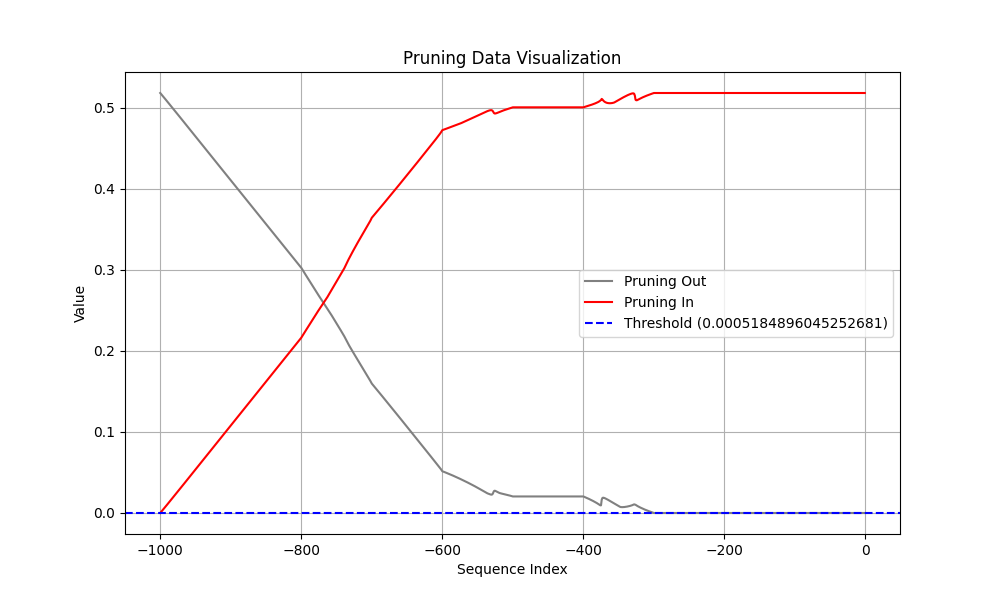 Pruning Data Visualization
Value
0.5
0.4
0.3
0.2
0.1
0.0
Pruning Out
Pruning In
Threshold (0.0005184896045252681)
−1000 −800 −600 −400 −200 0
Sequence Index